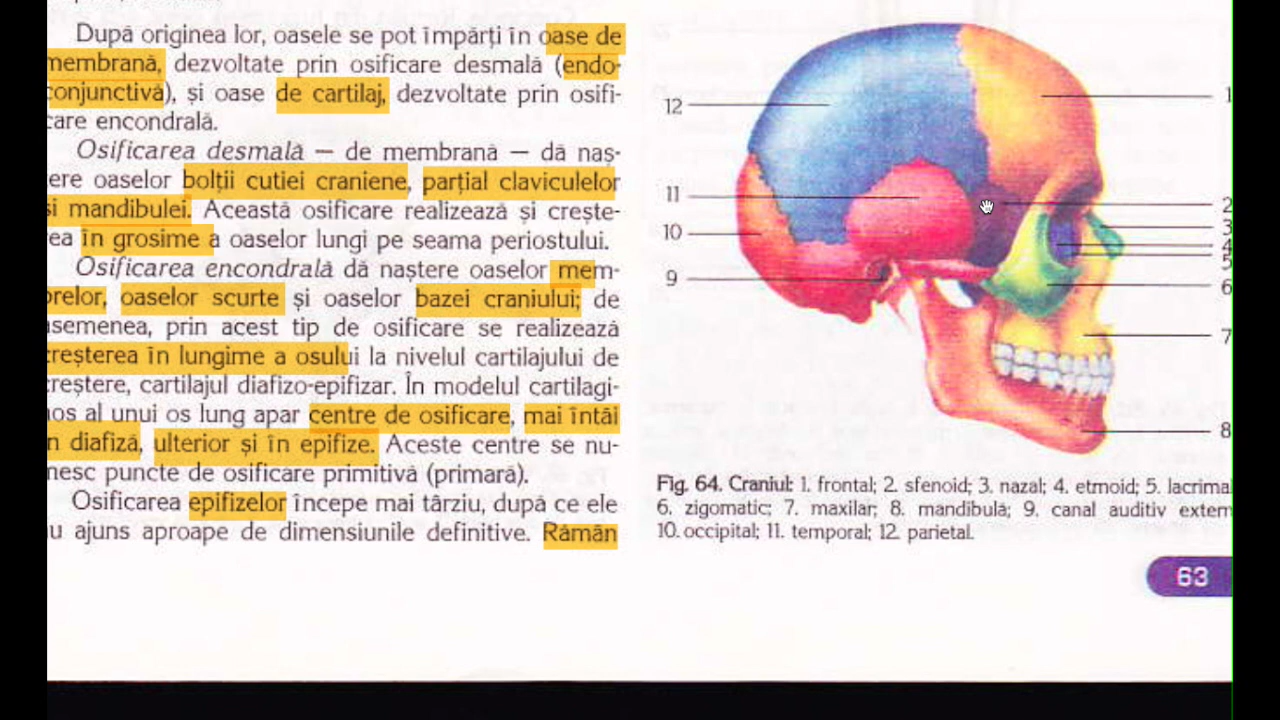 După originea lor, oasele se pot împărți în oase de
membrană, dezvoltate prin osificare desmală (endo-
conjunctivă), și oase de cartilaj, dezvoltate prin osifi-
care encondrală.
Osificarea desmală — de membrană — dă naș-
ere oaselor bolții cutiei craniene, parțial claviculelor
și mandibulei. Această osificare realizează și crește-
ea în grosime a oaselor lungi pe seama periostului.
Osificarea encondrală dă naștere oaselor mem-
brelor, oaselor scurte și oaselor bazei craniului; de
asemenea, prin acest tip de osificare se realizează
creșterea în lungime a osului la nivelul cartilajului de
creștere, cartilajul diafizo-epifizar. În modelul cartilagi-
nos al unui os lung apar centre de osificare, mai întâi
în diafiză, ulterior și în epifize. Aceste centre se nu-
mesc puncte de osificare primitivă (primară).
Osificarea epifizelor începe mai târziu, după ce ele
u ajuns aproape de dimensiunile definitive. Rămân
12
11
10
9
1
2
3
4
5
6
7
8
Fig. 64. Craniul: 1. frontal; 2. sfenoid; 3. nazal; 4. etmoid; 5. lacrima
6. zigomatic; 7. maxilar; 8. mandibulă; 9. canal auditiv extern
10. occipital; 11. temporal; 12. parietal.
63